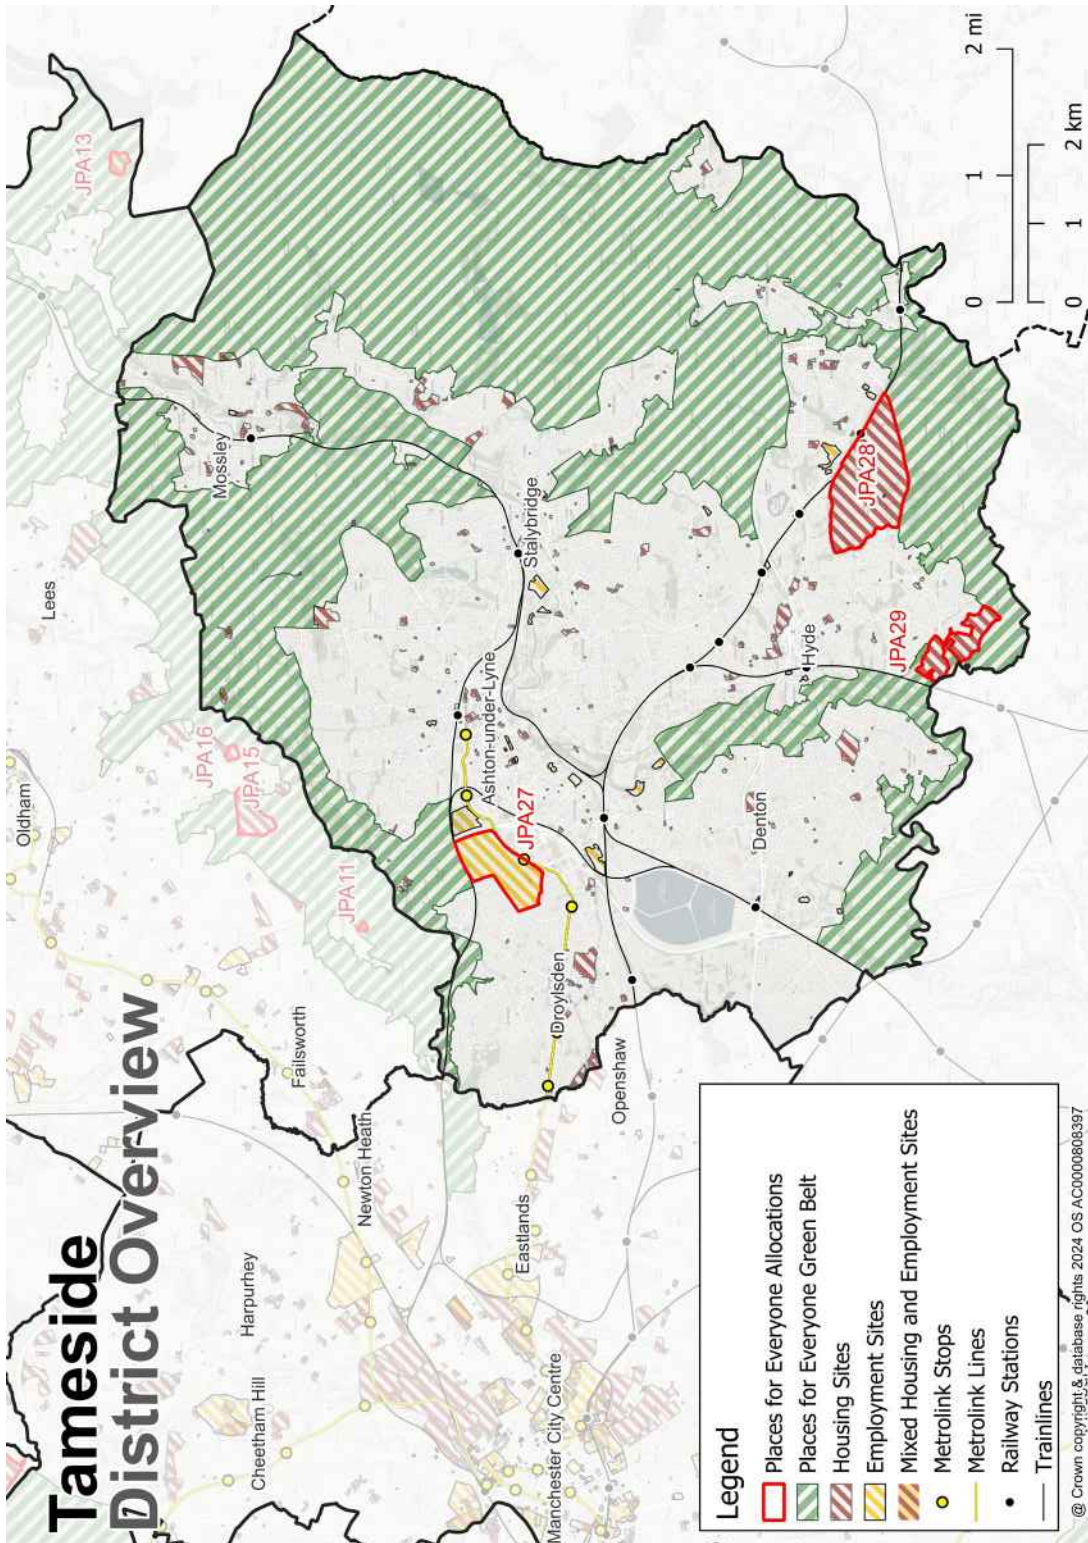 Tameside
District Overview
JPA13
Lees
Mossley
Oldham
JPA16
JPA15
JPA11
Failsworth
Newton Heath
Harpurhey
Cheetham Hill
Stalybridge
Ashton-under-Lyne
JPA27
Droylsden
Openshaw
Eastlands
Manchester City Centre
Denton
Hyde
JPA28
JPA29
Legend
Places for Everyone Allocations
Places for Everyone Green Belt
Housing Sites
Employment Sites
Mixed Housing and Employment Sites
Metrolink Stops
Metrolink Lines
Railway Stations
Trainlines
0 1 2 mi
0 1 2 km
@ Crown copyright & database rights 2024 OS AC0000808397